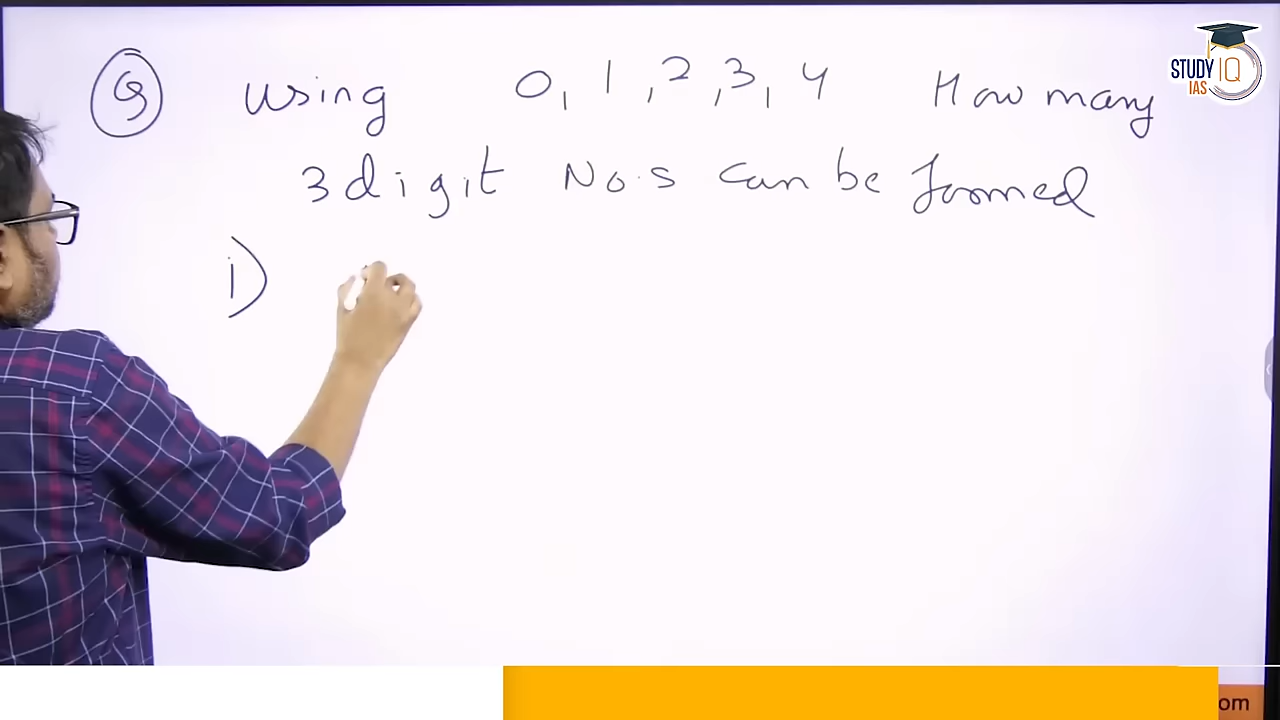 Q Using 0, 1, 2, 3, 4 How many
3 digit No.s can be formed
i)
STUDY IQ
IAS
om